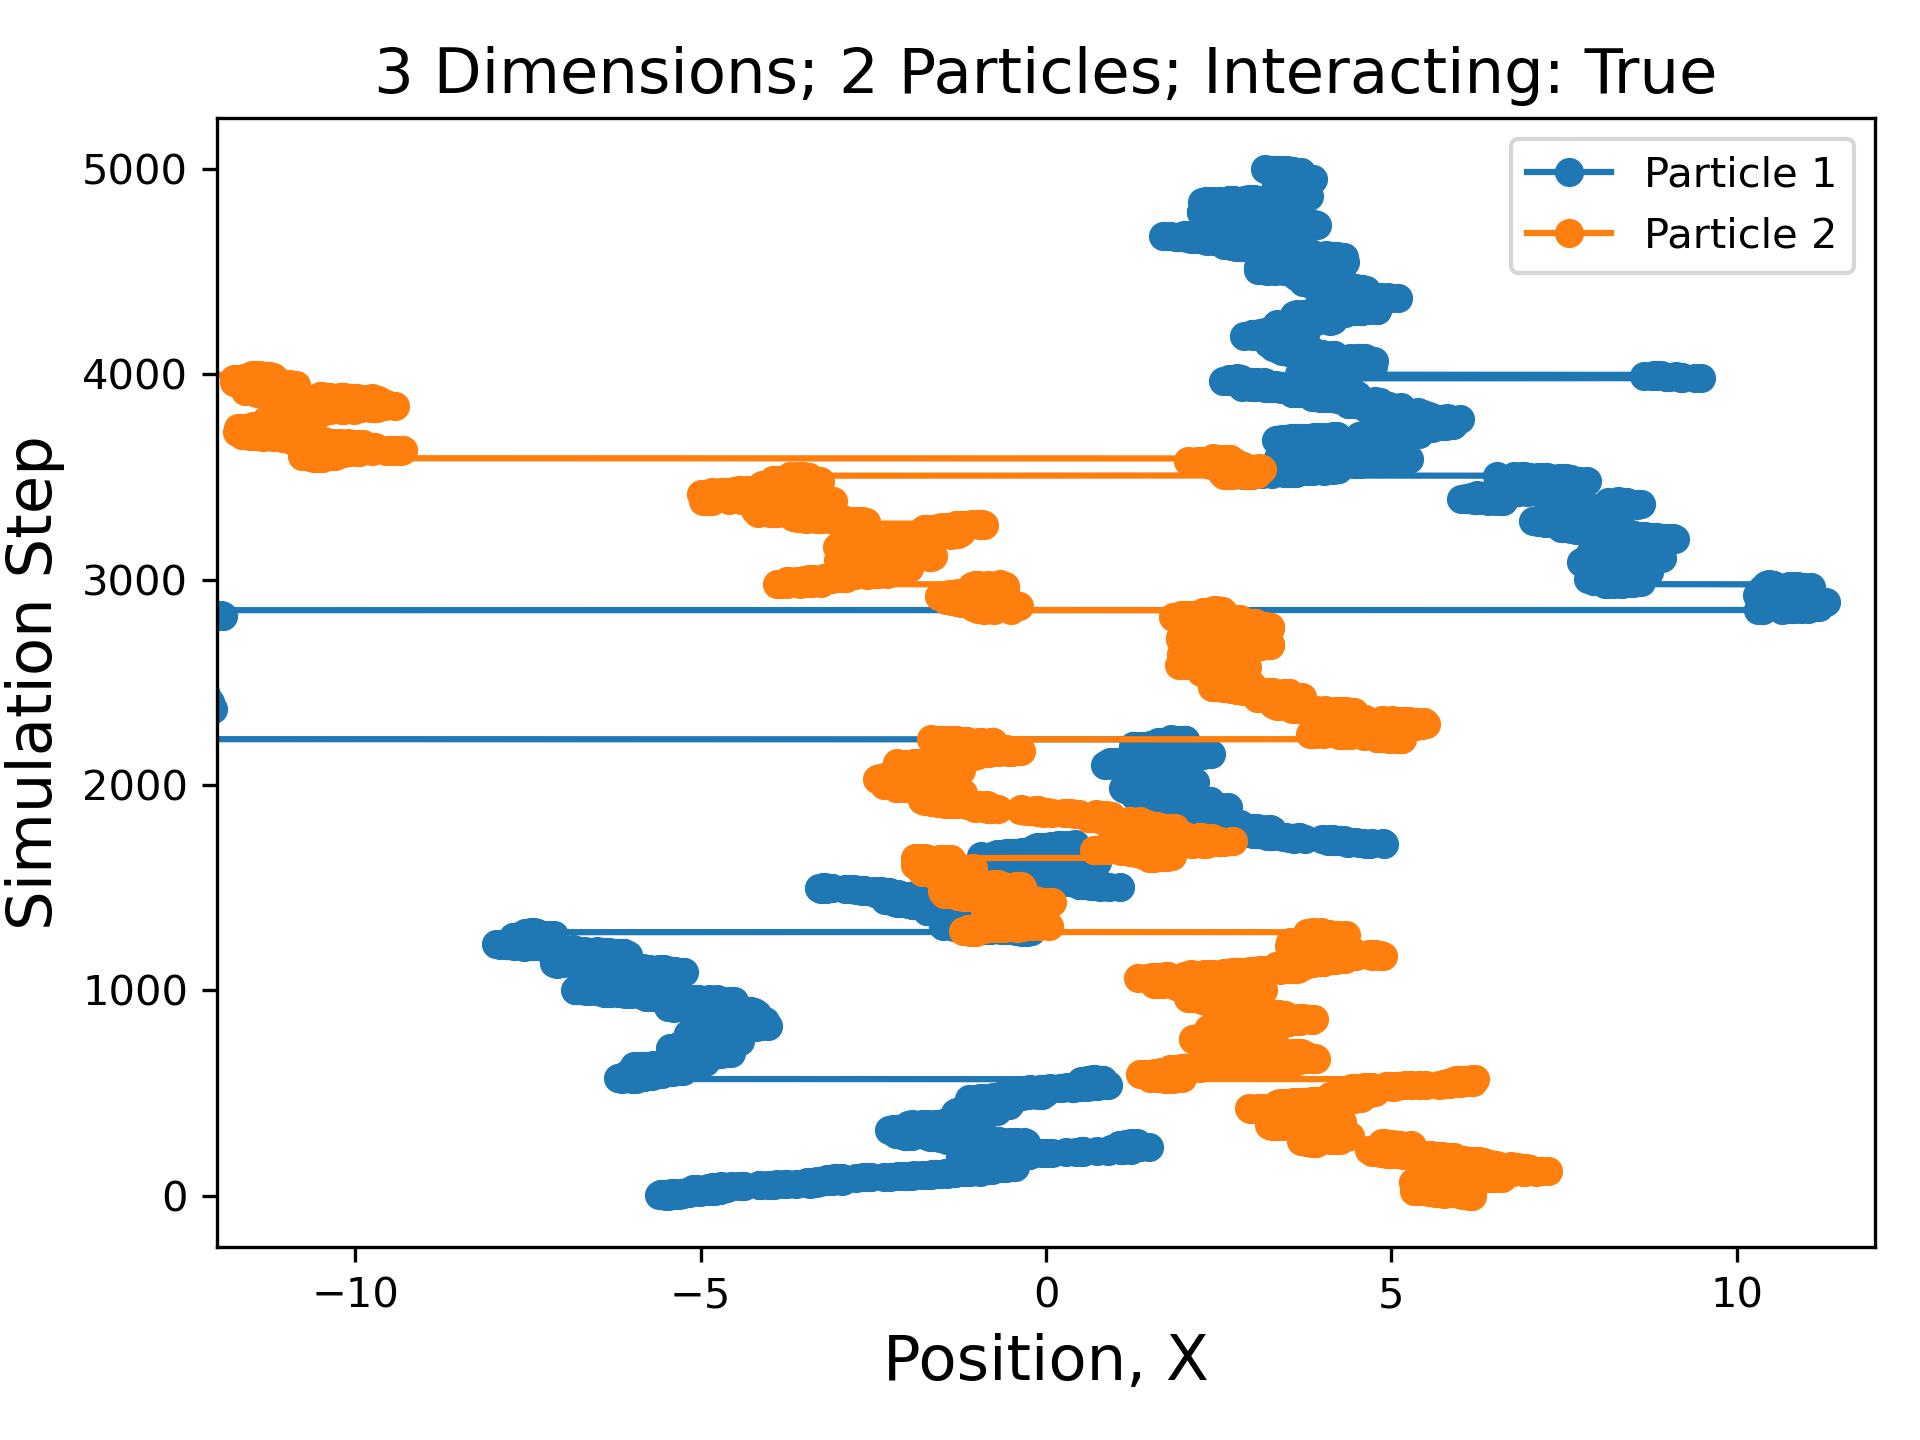 3 Dimensions; 2 Particles; Interacting: True
Particle 1
Particle 2
5000
4000
3000
2000
1000
0
Simulation Step
−10
−5
0
5
10
Position, X